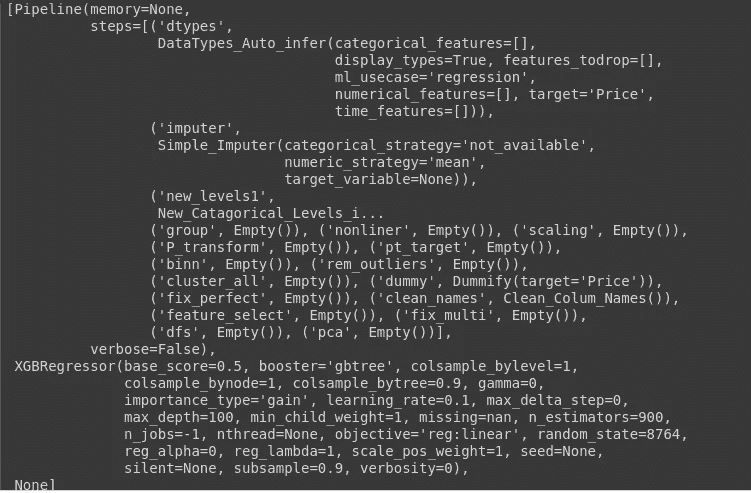 [Pipeline(memory=None,
steps=[('dtypes',
DataTypes_Auto_infer(categorical_features=[],
display_types=True, features_todrop=[],
ml_usecase='regression',
numerical_features=[], target='Price',
time_features=[])),
('imputer',
Simple_Imputer(categorical_strategy='not_available',
numeric_strategy='mean',
target_variable=None)),
('new_levels1',
New_Catagorical_Levels_i...
('group', Empty()), ('nonliner', Empty()), ('scaling', Empty()),
('P_transform', Empty()), ('pt_target', Empty()),
('binn', Empty()), ('rem_outliers', Empty()),
('cluster_all', Empty()), ('dummy', Dummify(target='Price')),
('fix_perfect', Empty()), ('clean_names', Clean_Colum_Names()),
('feature_select', Empty()), ('fix_multi', Empty()),
('dfs', Empty()), ('pca', Empty())],
verbose=False),
XGBRegressor(base_score=0.5, booster='gbtree', colsample_bylevel=1,
colsample_bynode=1, colsample_bytree=0.9, gamma=0,
importance_type='gain', learning_rate=0.1, max_delta_step=0,
max_depth=100, min_child_weight=1, missing=nan, n_estimators=900,
n_jobs=-1, nthread=None, objective='reg:linear', random_state=8764,
reg_alpha=0, reg_lambda=1, scale_pos_weight=1, seed=None,
silent=None, subsample=0.9, verbosity=0),
None]